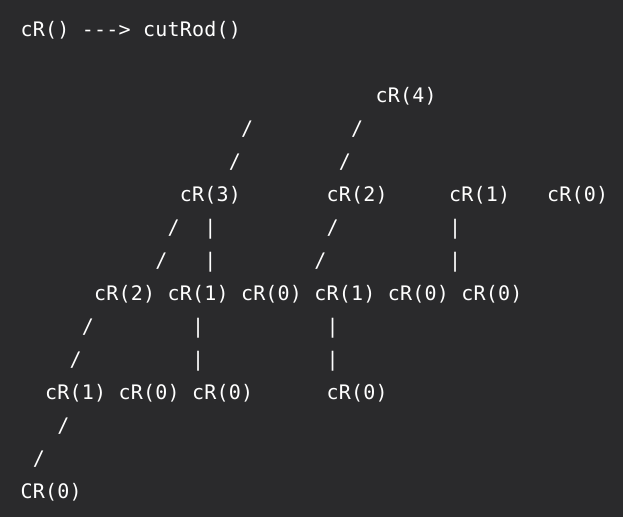 cR() ---> cutRod()
cR(4)
/ /
/ /
cR(3) cR(2) cR(1) cR(0)
/ | / |
/ | / |
cR(2) cR(1) cR(0) cR(1) cR(0) cR(0)
/ | |
/ | |
cR(1) cR(0) cR(0) cR(0)
/
/
CR(0)